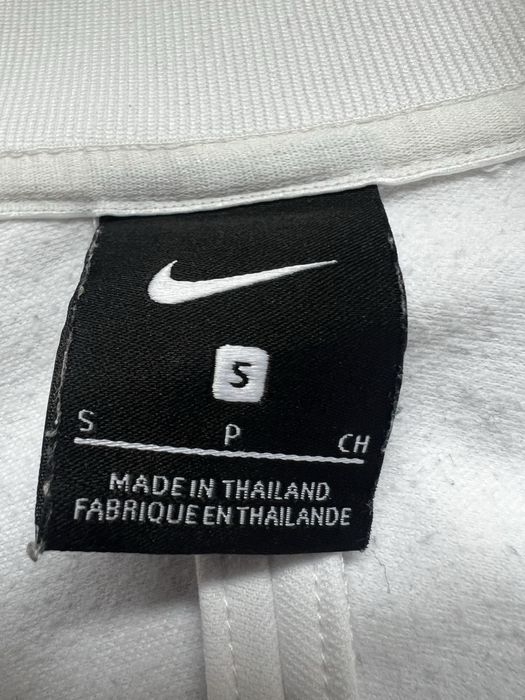 S
S P CH
MADE IN THAILAND
FABRIQUE EN THAILANDE